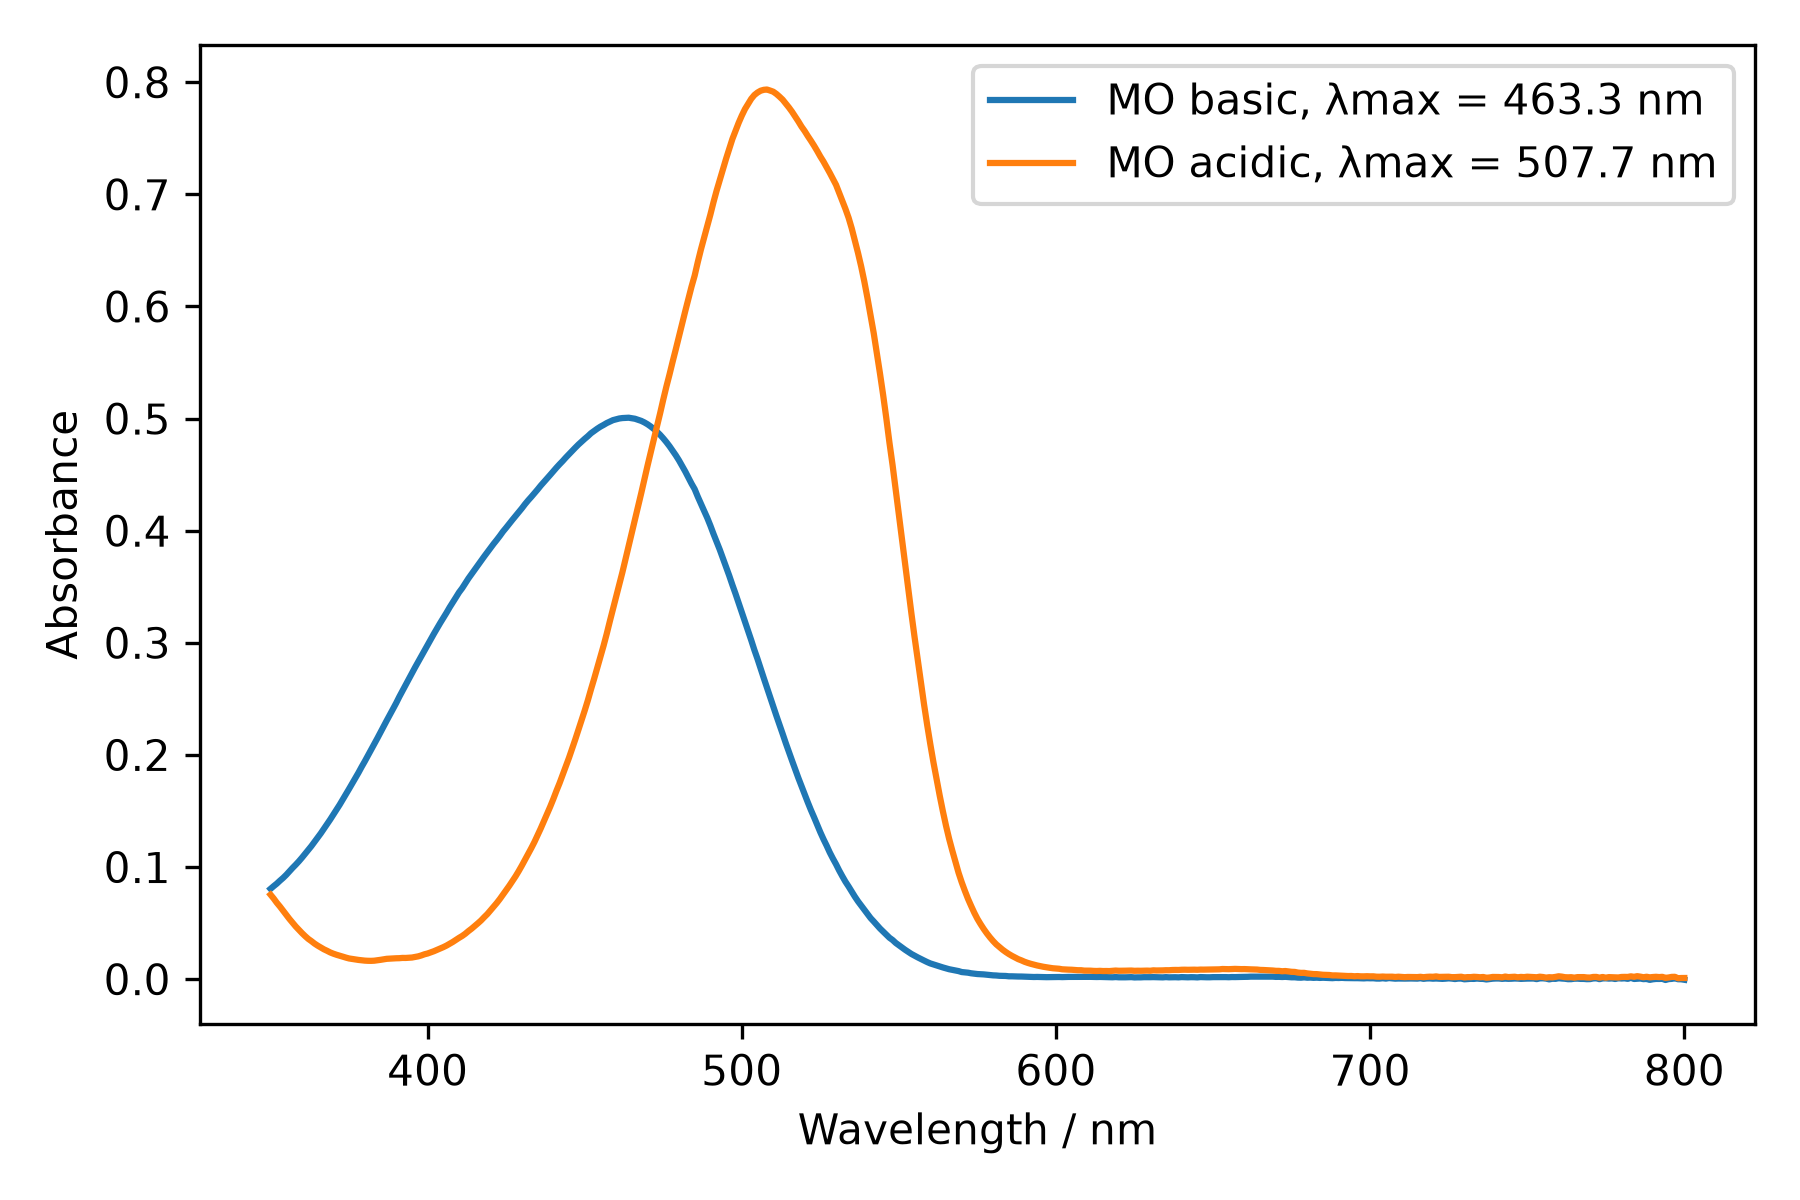 MO basic, λmax = 463.3 nm
MO acidic, λmax = 507.7 nm
0.8
0.7
0.6
0.5
0.4
0.3
0.2
0.1
0.0
Absorbance
400 500 600 700 800
Wavelength / nm